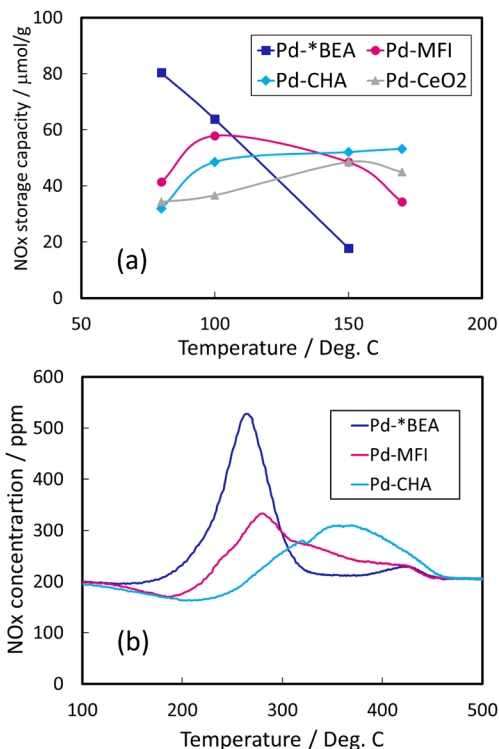 100
Pd-*BEA Pd-MFI
Pd-CHA Pd-CeO2
80
60
40
20
0
(a)
50 100 150 200
NOx storage capacity / μmol/g
Temperature / Deg. C
600
500
400
300
200
100
0
Pd-*BEA
Pd-MFI
Pd-CHA
(b)
100 200 300 400 500
NOx concentrartion / ppm
Temperature / Deg. C